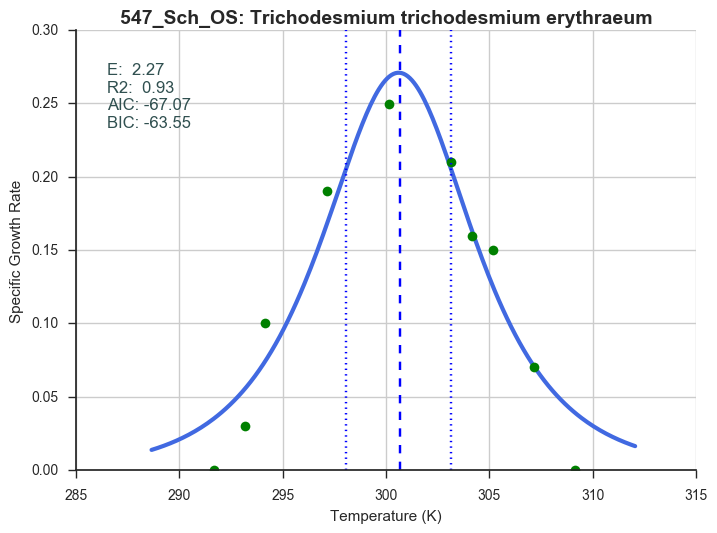 547_Sch_OS: Trichodesmium trichodesmium erythraeum
E:  2.27
R2:  0.93
AIC: -67.07
BIC: -63.55
Specific Growth Rate
0.30
0.25
0.20
0.15
0.10
0.05
0.00
285 290 295 300 305 310 315
Temperature (K)